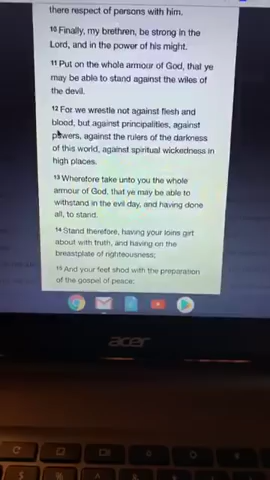 there respect of persons with him.
10 Finally, my brethren, be strong in the
Lord, and in the power of his might.
11 Put on the whole armour of God, that ye
may be able to stand against the wiles of
the devil.
12 For we wrestle not against flesh and
blood, but against principalities, against
powers, against the rulers of the darkness
of this world, against spiritual wickedness in
high places.
13 Wherefore take unto you the whole
armour of God, that ye may be able to
withstand in the evil day, and having done
all, to stand.
14 Stand therefore, having your loins girt
about with truth, and having on the
breastplate of righteousness;
15 And your feet shod with the preparation
of the gospel of peace;
acer